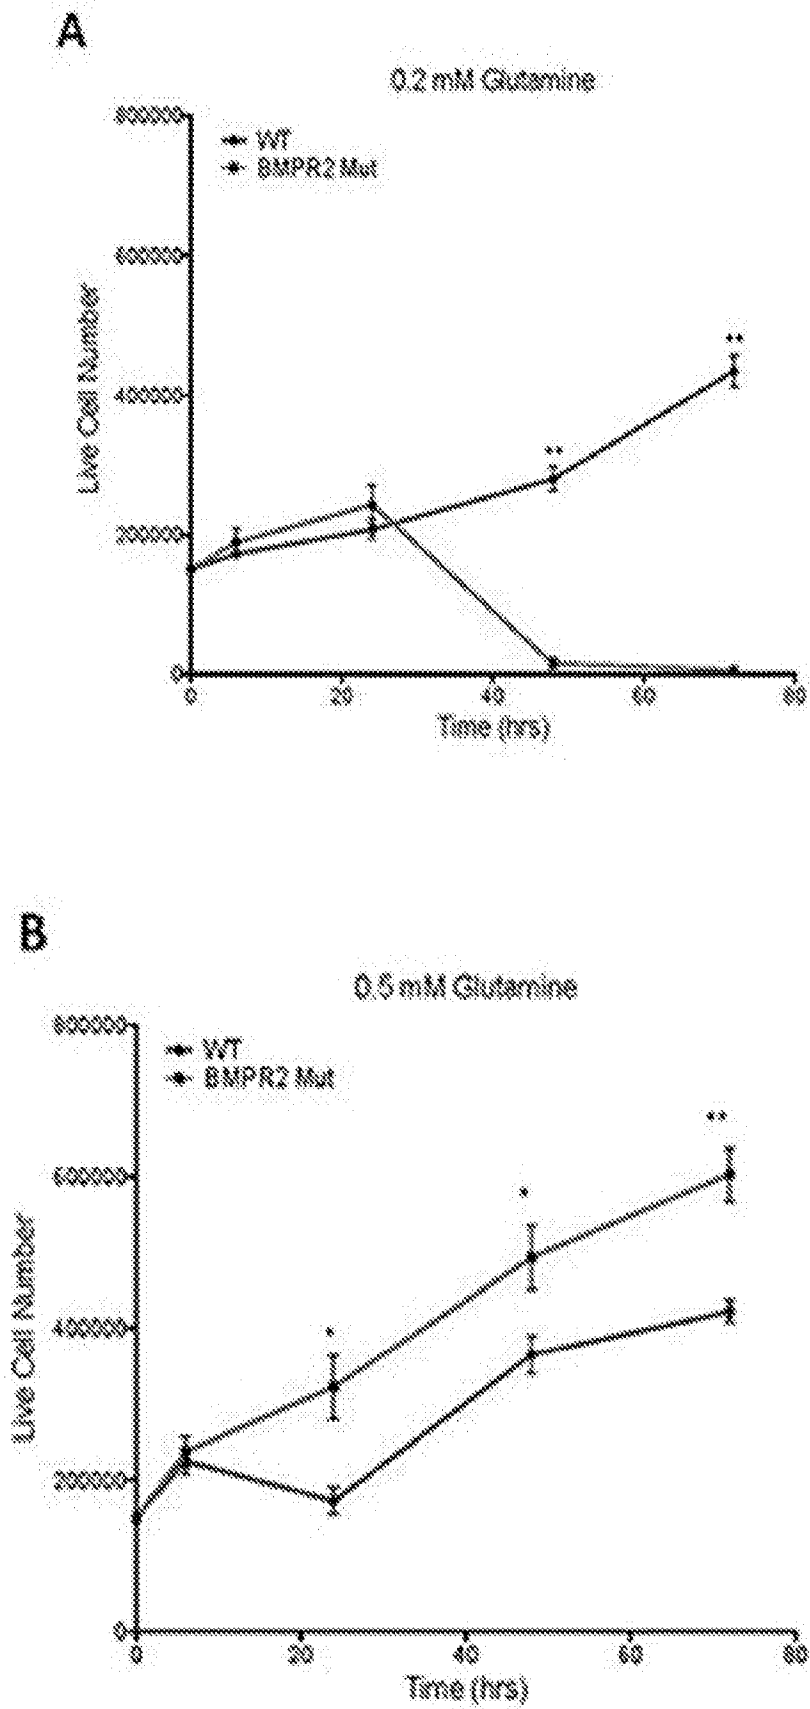 A
0.2 mM Glutamine
800000
WT
BMPR2 Mut
600000
Live Cell Number
**
400000
**
200000
0
0 20 40 60 80
Time (hrs)
B
0.5 mM Glutamine
800000
WT
BMPR2 Mut
**
600000
*
Live Cell Number
400000
*
200000
0
0 20 40 60 80
Time (hrs)